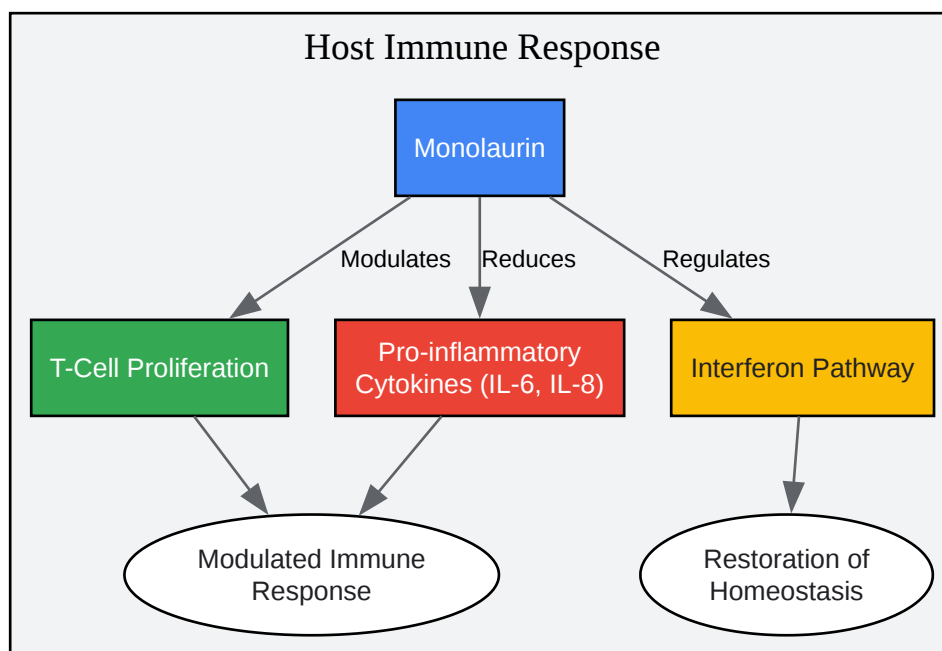 Host Immune Response
Monolaurin
Modulates
Reduces
Regulates
T-Cell Proliferation
Pro-inflammatory
Cytokines (IL-6, IL-8)
Interferon Pathway
Modulated Immune
Response
Restoration of
Homeostasis